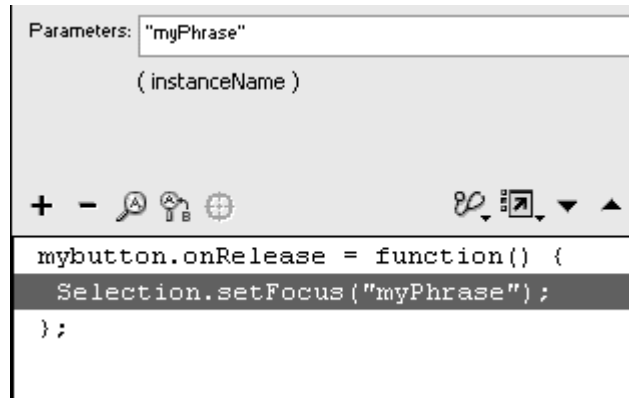 Parameters: "myPhrase"
( instanceName )
mybutton.onRelease = function() {
Selection.setFocus("myPhrase");
};